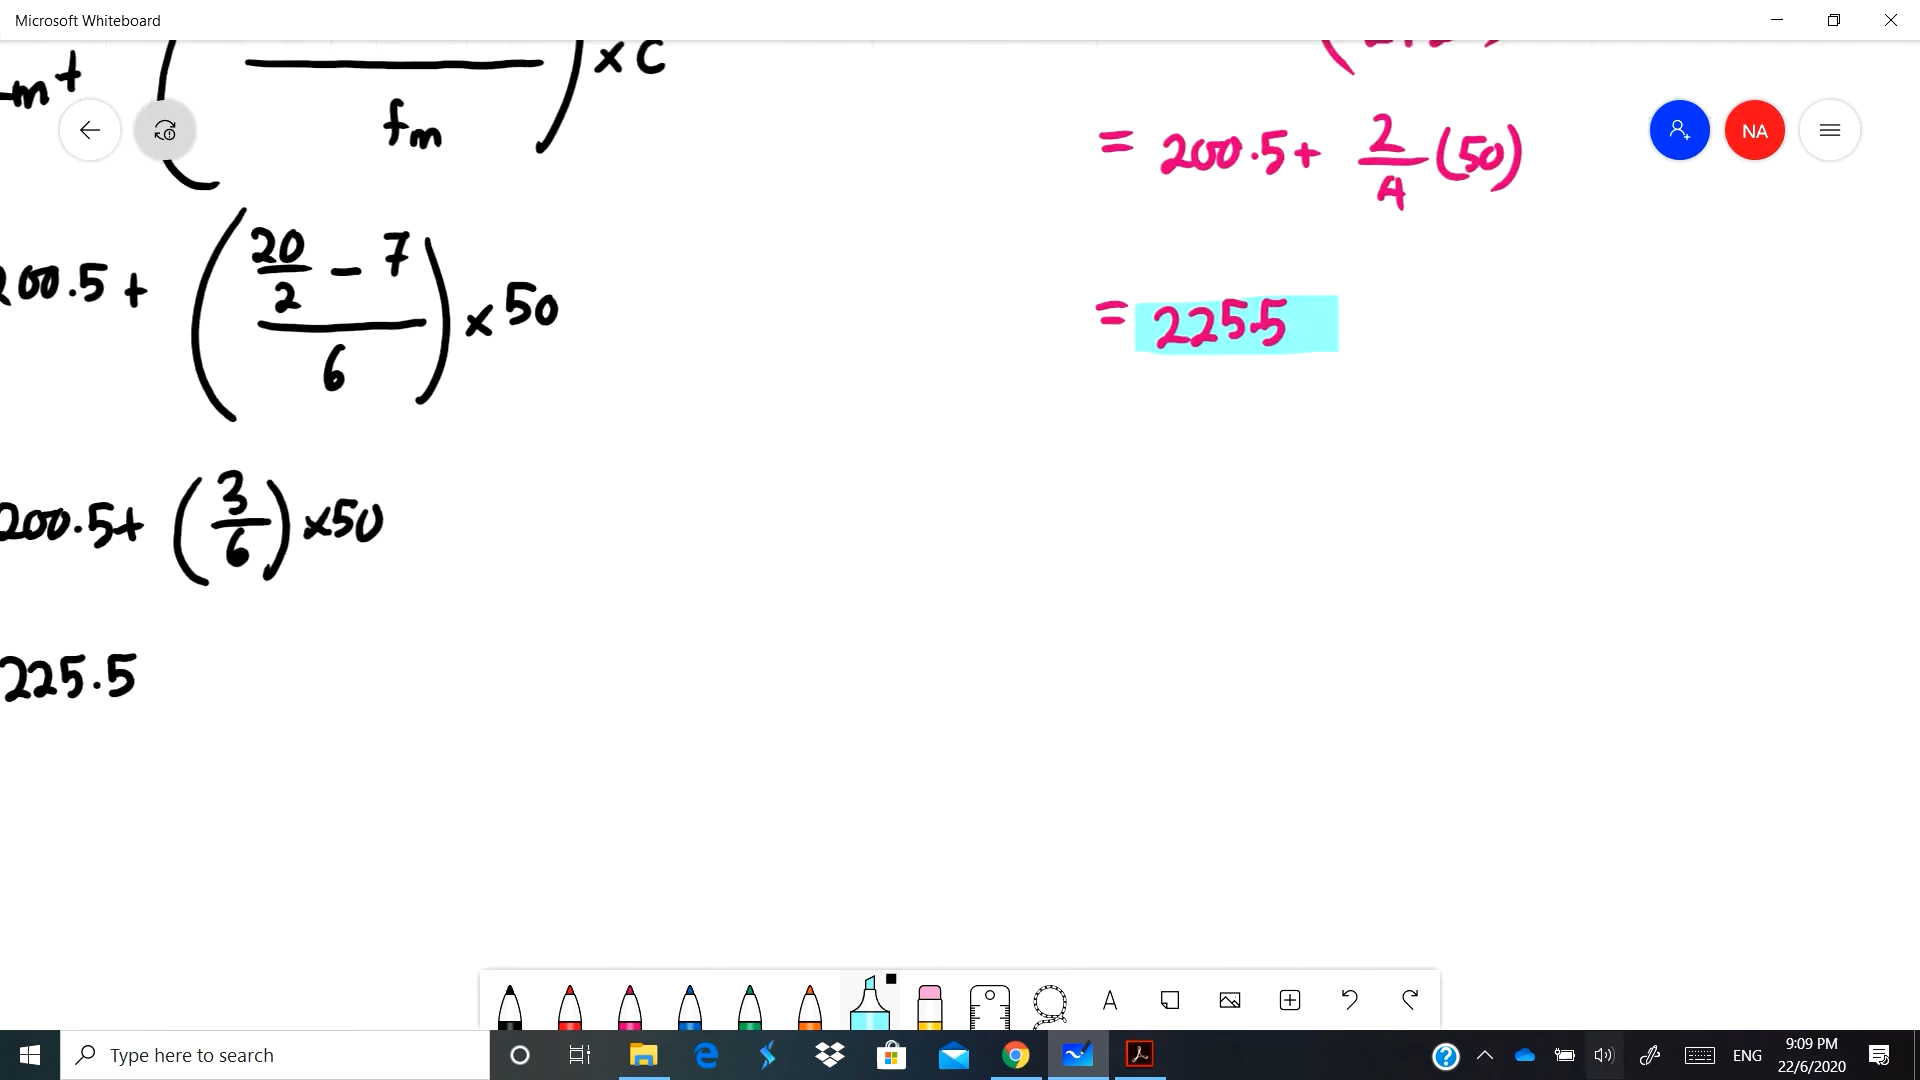 Microsoft Whiteboard
m + ( / fm ) × C
200.5 + ( (20/2 - 7) / 6 ) × 50
200.5 + ( 3/6 ) × 50
225.5
= 200.5 + 2/4 (50)
= 225.5
NA
A
Type here to search
ENG
9:09 PM
22/6/2020